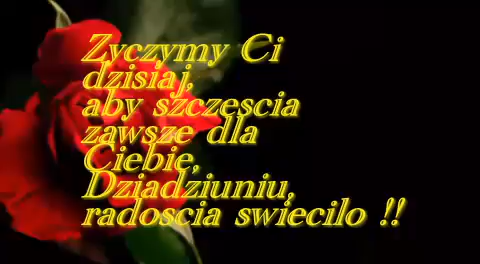 Zyczymy Ci
dzisiaj,
aby szczescia
zawsze dla
Ciebie,
Dziadziuniu,
radoscia swiecilo !!